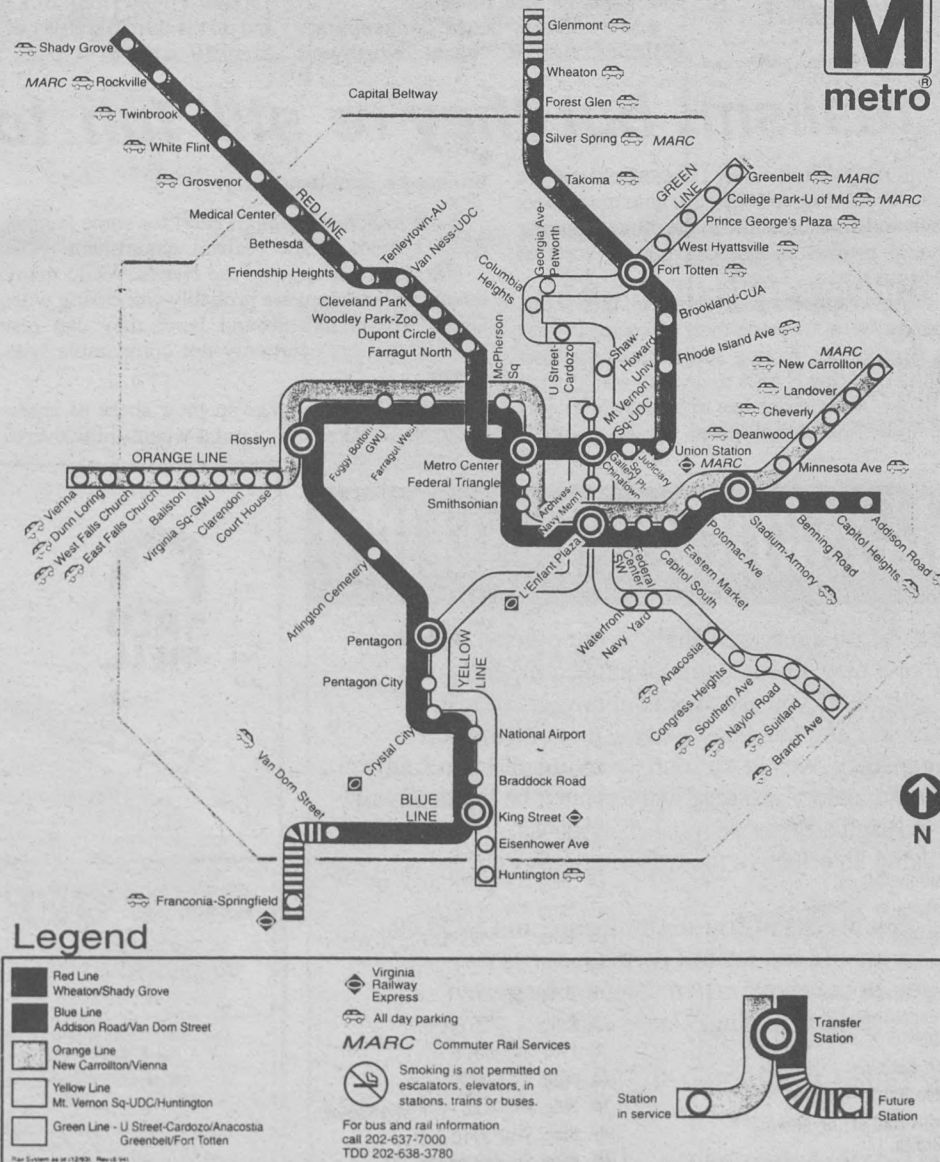 M
metro®
Glenmont
Shady Grove
Wheaton
MARC Rockville
Capital Beltway
Forest Glen
Twinbrook
Silver Spring MARC
White Flint
Grosvenor
Takoma
GREEN LINE
Greenbelt MARC
College Park-U of Md MARC
Medical Center
RED LINE
Tenleytown-AU
Van Ness-UDC
Prince George's Plaza
Bethesda
Georgia Ave-
Petworth
West Hyattsville
Friendship Heights
Columbia
Heights
Fort Totten
Cleveland Park
Woodley Park-Zoo
Dupont Circle
Farragut North
Brookland-CUA
McPherson
Sq
U Street-
Cardozo
Shaw-
Howard
Univ
Rhode Island Ave
MARC
New Carrollton
Mt Vernon
Sq-UDC
Landover
Cheverly
Deanwood
Rosslyn
Foggy Bottom
GWU
Farragut West
Judiciary
Sq
Gallery Pl-
Chinatown
Union Station
MARC
ORANGE LINE
Metro Center
Federal Triangle
Smithsonian
Archives-
Navy Mem'l
Minnesota Ave
Vienna
Dunn Loring
West Falls Church
East Falls Church
Ballston
Virginia Sq-GMU
Clarendon
Court House
L'Enfant Plaza
Federal
Center
SW
Capitol South
Eastern Market
Potomac Ave
Stadium-Armory
Benning Road
Capitol Heights
Addison Road
Arlington Cemetery
Waterfront
Navy Yard
Pentagon
YELLOW
LINE
Anacostia
Congress Heights
Southern Ave
Naylor Road
Suitland
Branch Ave
Pentagon City
Crystal City
National Airport
Van Dorn Street
Braddock Road
BLUE
LINE
King Street
N
Eisenhower Ave
Huntington
Franconia-Springfield
Legend
Red Line
Wheaton/Shady Grove
Blue Line
Addison Road/Van Dorn Street
Orange Line
New Carrollton/Vienna
Yellow Line
Mt. Vernon Sq-UDC/Huntington
Green Line - U Street-Cardozo/Anacostia
Greenbelt/Fort Totten
Virginia
Railway
Express
All day parking
MARC Commuter Rail Services
Smoking is not permitted on
escalators, elevators, in
stations, trains or buses.
For bus and rail information
call 202-637-7000
TDD 202-638-3780
Transfer
Station
Station
in service
Future
Station